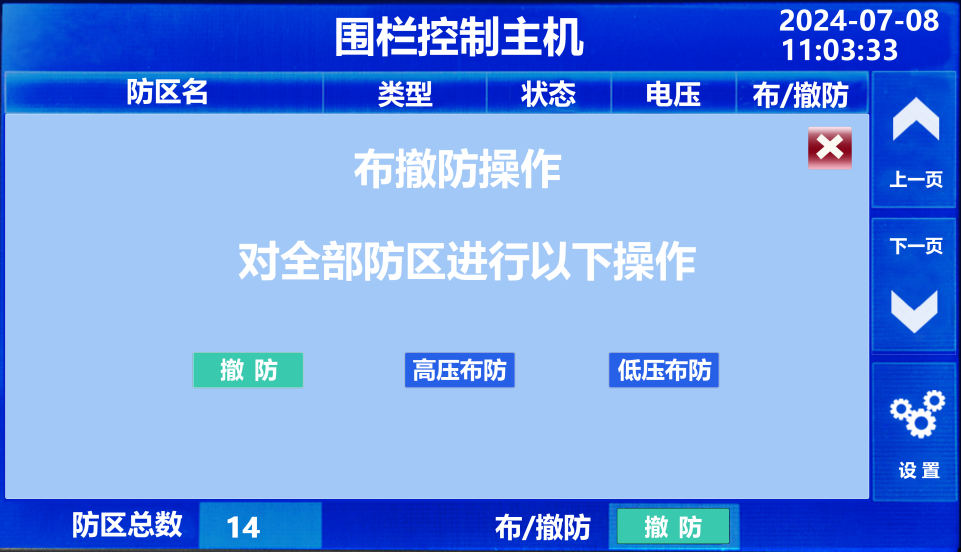 围栏控制主机
2024-07-08
11:03:33
防区名 类型 状态 电压 布/撤防
布撤防操作
对全部防区进行以下操作
撤 防 高压布防 低压布防
上一页
下一页
设 置
防区总数 14 布/撤防 撤 防